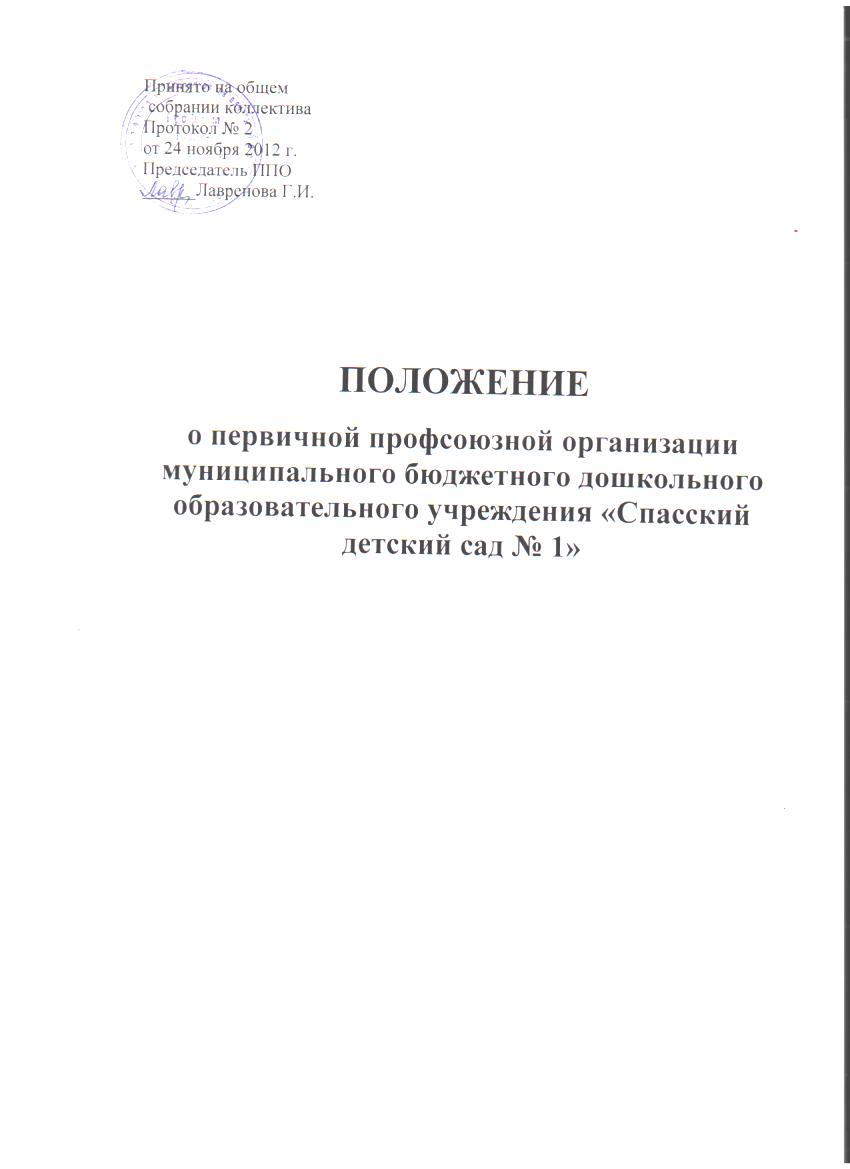 Принято на общем
собрании коллектива
Протокол № 2
от 24 ноября 2012 г.
Председатель ППО
Лавр Лавренова Г.И.
ПОЛОЖЕНИЕ
о первичной профсоюзной организации
муниципального бюджетного дошкольного
образовательного учреждения «Спасский
детский сад № 1»